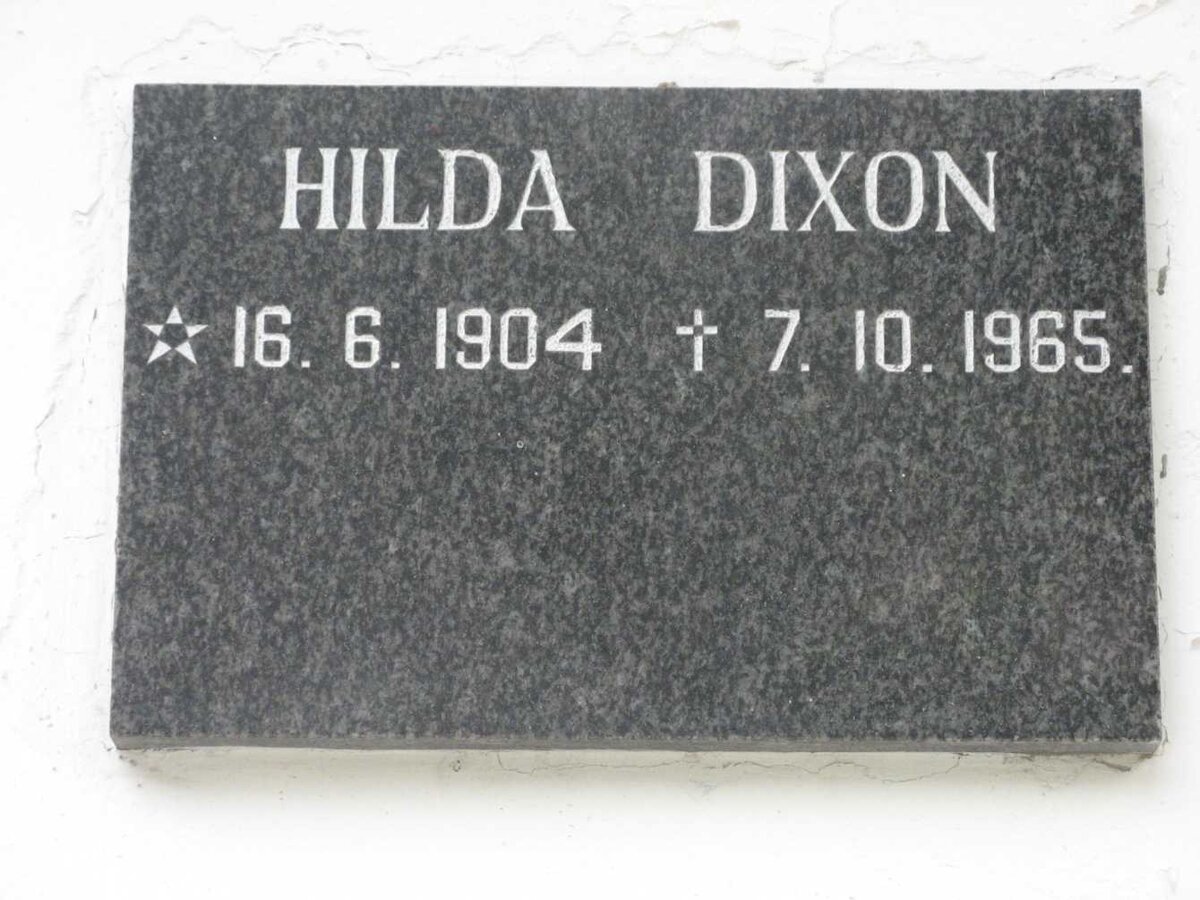 HILDA DIXON
☆ 16. 6. 1904 † 7. 10. 1965.